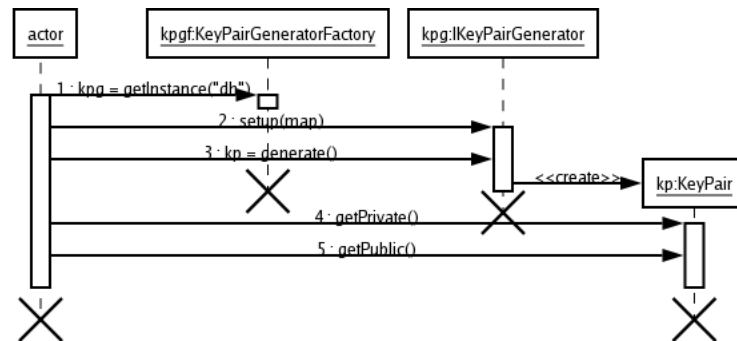 actor
kpgf:KeyPairGeneratorFactory
kpg:IKeyPairGenerator
1 : kpg = getInstance("dh")
2 : setup(map)
3 : kp = generate()
<<create>>
kp:KeyPair
4 : getPrivate()
5 : getPublic()